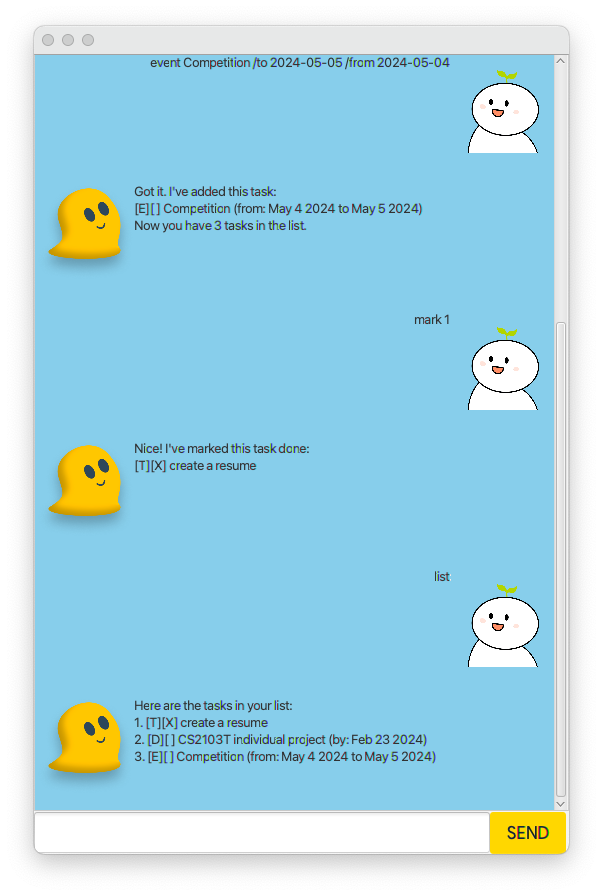 event Competition /to 2024-05-05 /from 2024-05-04
Got it. I've added this task:
[E][ ] Competition (from: May 4 2024 to May 5 2024)
Now you have 3 tasks in the list.
mark 1
Nice! I've marked this task done:
[T][X] create a resume
list
Here are the tasks in your list:
1. [T][X] create a resume
2. [D][ ] CS2103T individual project (by: Feb 23 2024)
3. [E][ ] Competition (from: May 4 2024 to May 5 2024)
SEND